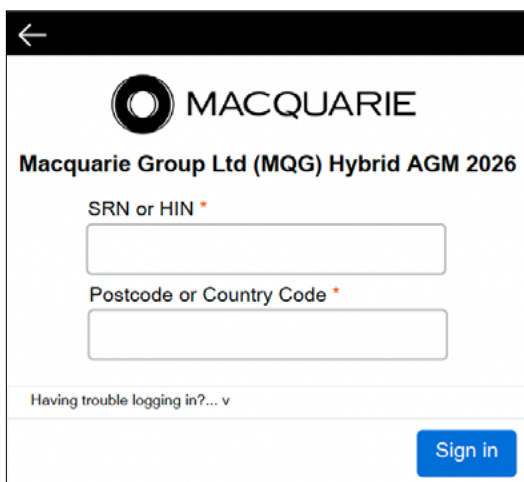 MACQUARIE
Macquarie Group Ltd (MQG) Hybrid AGM 2026
SRN or HIN *
Postcode or Country Code *
Having trouble logging in?... v
Sign in